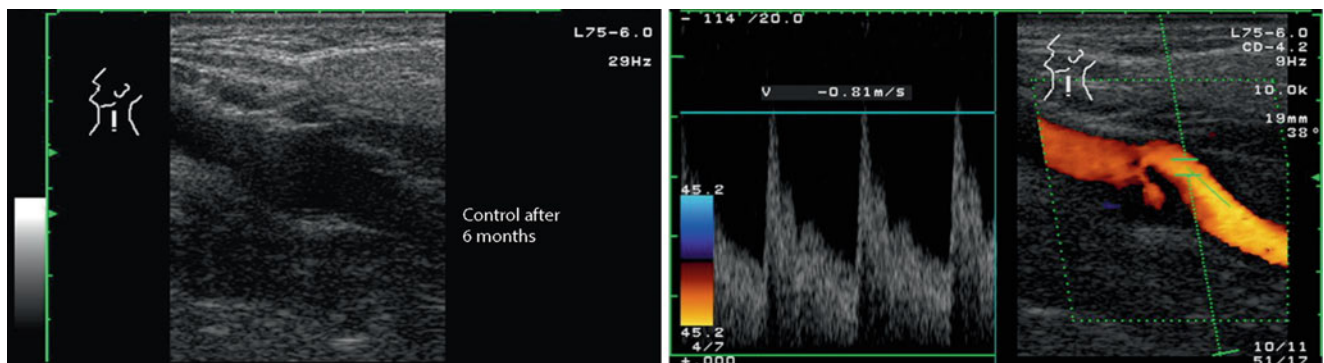 L75-6.0
29Hz
Control after
6 months
- 114 /20.0
V -0.81m/s
45.2
45.2
4/7
+.000
L75-6.0
CD-4.2
9Hz
10.0k
19mm
38°
10/11
51/17